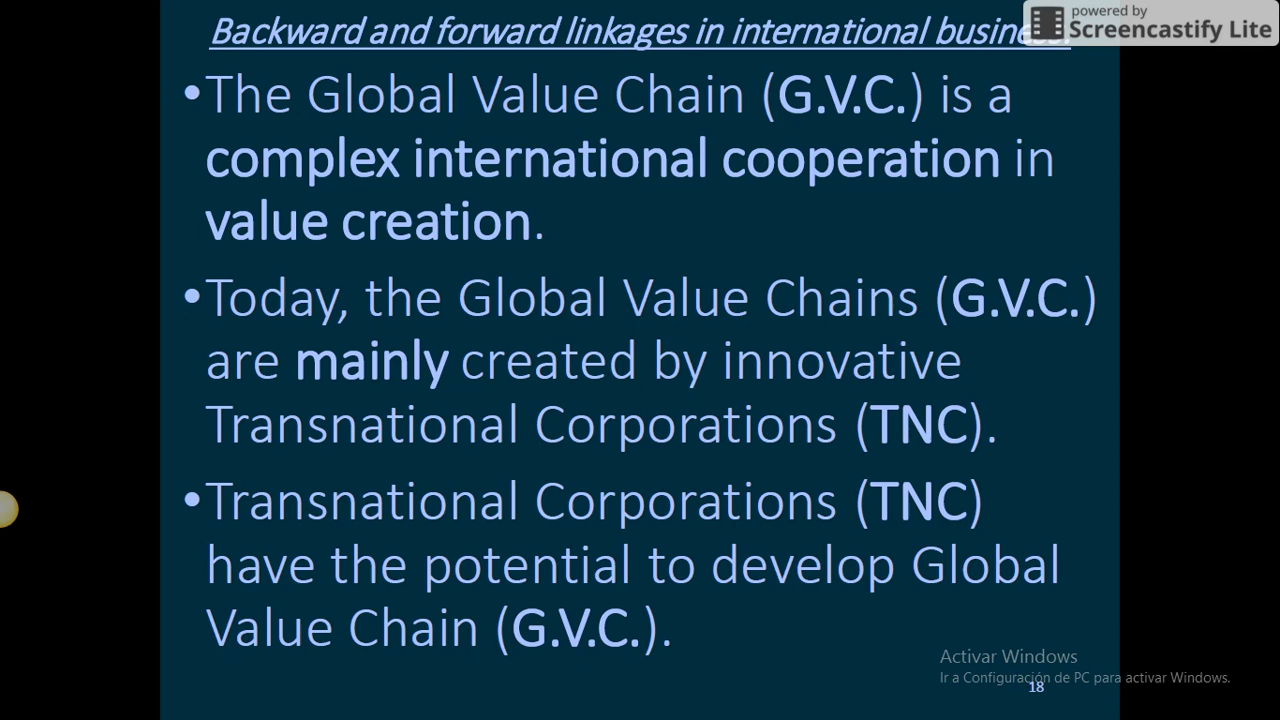 Backward and forward linkages in international
powered by
Screencastify Lite
•The Global Value Chain (G.V.C.) is a
complex international cooperation in
value creation.
•Today, the Global Value Chains (G.V.C.)
are mainly created by innovative
Transnational Corporations (TNC).
•Transnational Corporations (TNC)
have the potential to develop Global
Value Chain (G.V.C.).
Activar Windows
Ir a Configuración de PC para activar Windows.
18